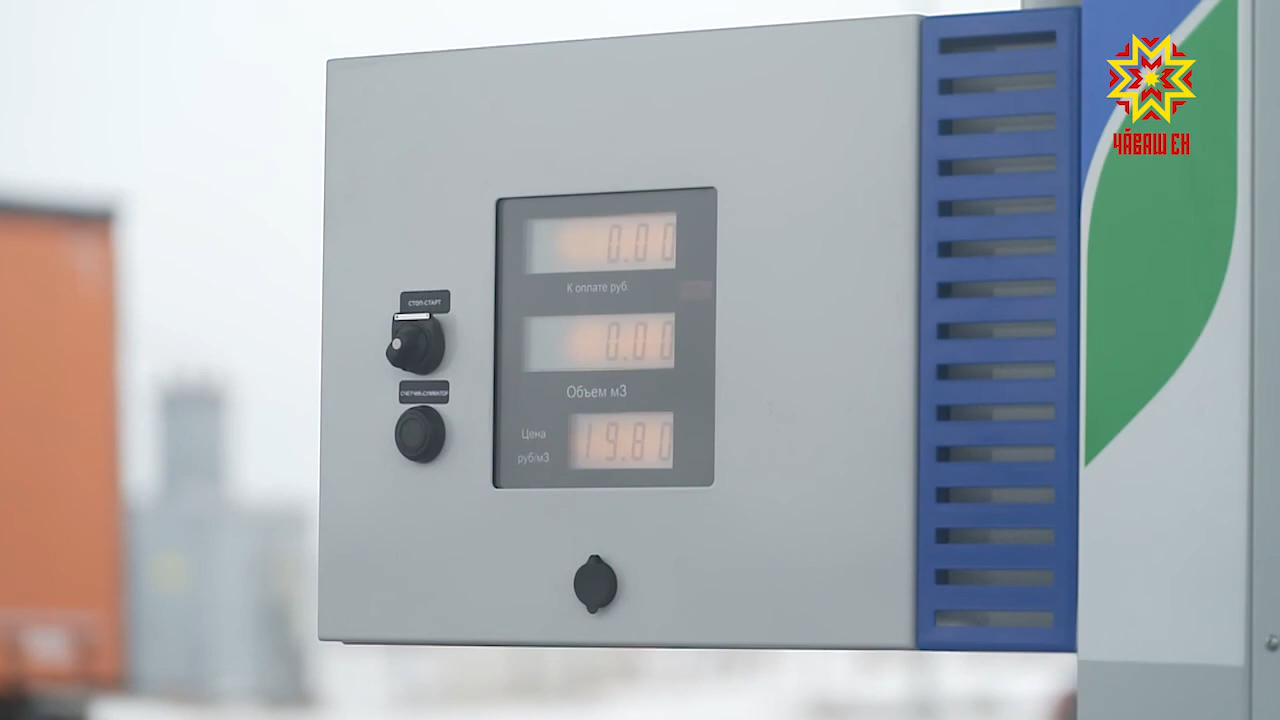 ЧӐВАШ ЕН
0.00
К оплате руб.
СТОП-СТАРТ
0.00
Объем м3
СЧЕТЧИК-СУММАТОР
19.80
Цена
руб/м3